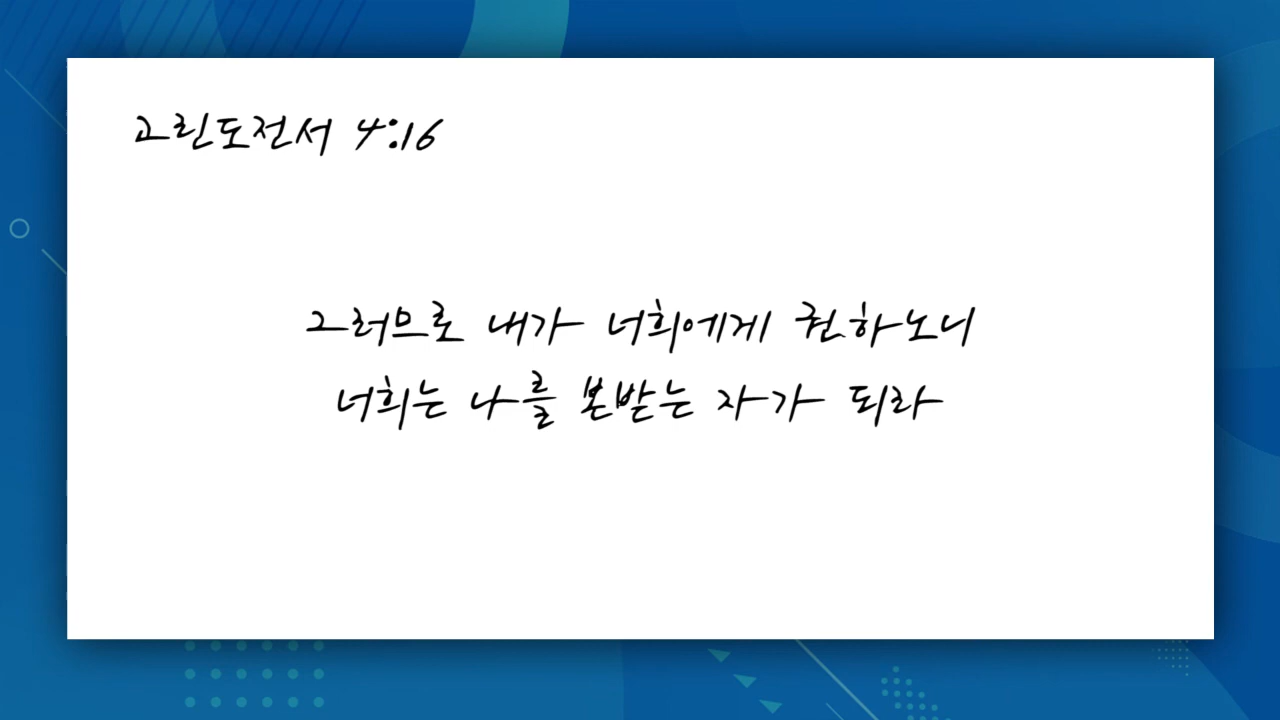 고린도전서 4:16
그러므로 내가 너희에게 권하노니
너희는 나를 본받는 자가 되라